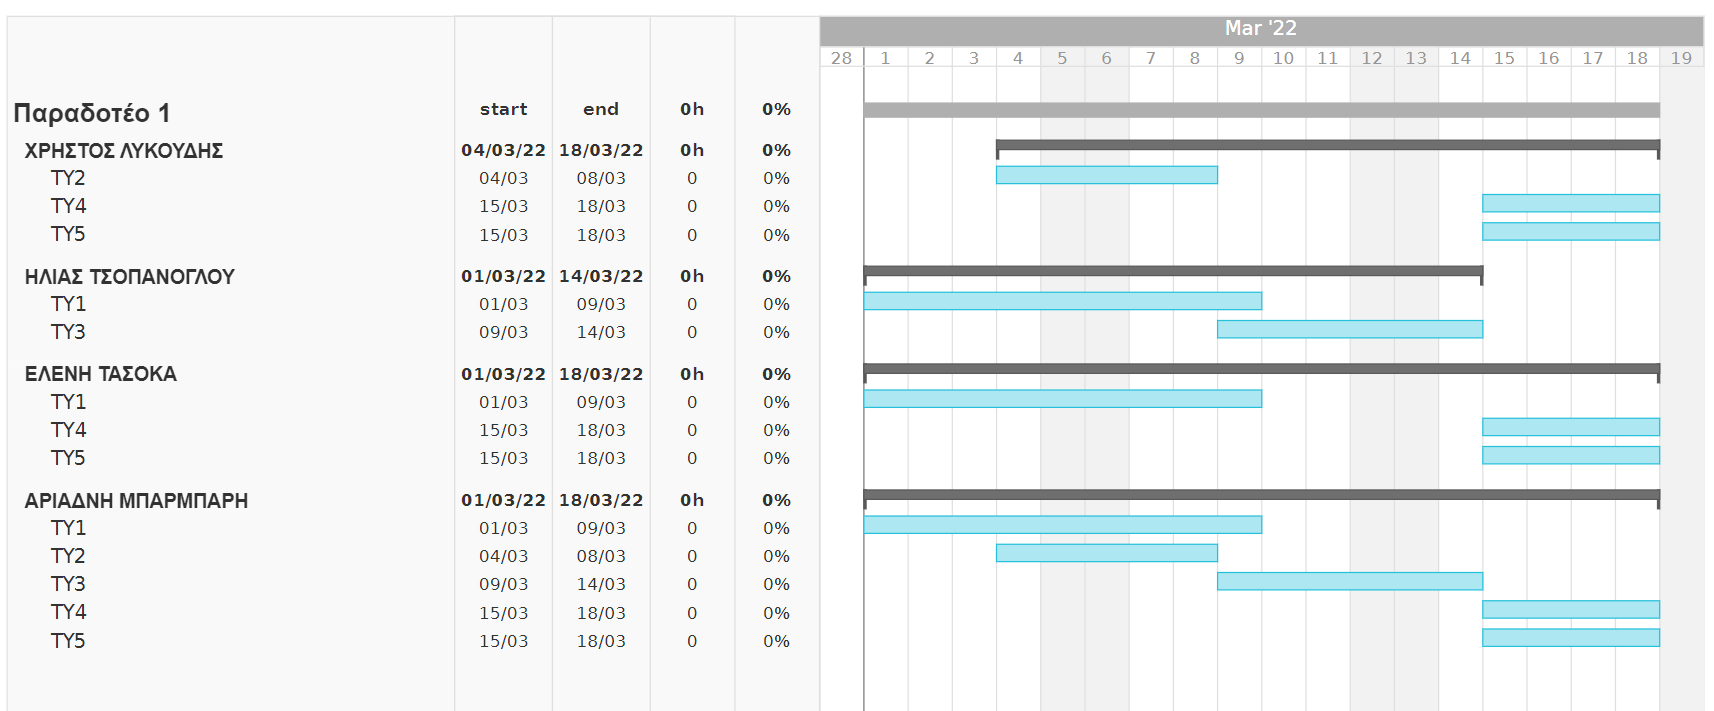 Mar '22
28 1 2 3 4 5 6 7 8 9 10 11 12 13 14 15 16 17 18 19
Παραδοτέο 1 start end 0h 0%
ΧΡΗΣΤΟΣ ΛΥΚΟΥΔΗΣ 04/03/22 18/03/22 0h 0%
ΤΥ2 04/03 08/03 0 0%
ΤΥ4 15/03 18/03 0 0%
ΤΥ5 15/03 18/03 0 0%
ΗΛΙΑΣ ΤΣΟΠΑΝΟΓΛΟΥ 01/03/22 14/03/22 0h 0%
ΤΥ1 01/03 09/03 0 0%
ΤΥ3 09/03 14/03 0 0%
ΕΛΕΝΗ ΤΑΣΟΚΑ 01/03/22 18/03/22 0h 0%
ΤΥ1 01/03 09/03 0 0%
ΤΥ4 15/03 18/03 0 0%
ΤΥ5 15/03 18/03 0 0%
ΑΡΙΑΔΝΗ ΜΠΑΡΜΠΑΡΗ 01/03/22 18/03/22 0h 0%
ΤΥ1 01/03 09/03 0 0%
ΤΥ2 04/03 08/03 0 0%
ΤΥ3 09/03 14/03 0 0%
ΤΥ4 15/03 18/03 0 0%
ΤΥ5 15/03 18/03 0 0%